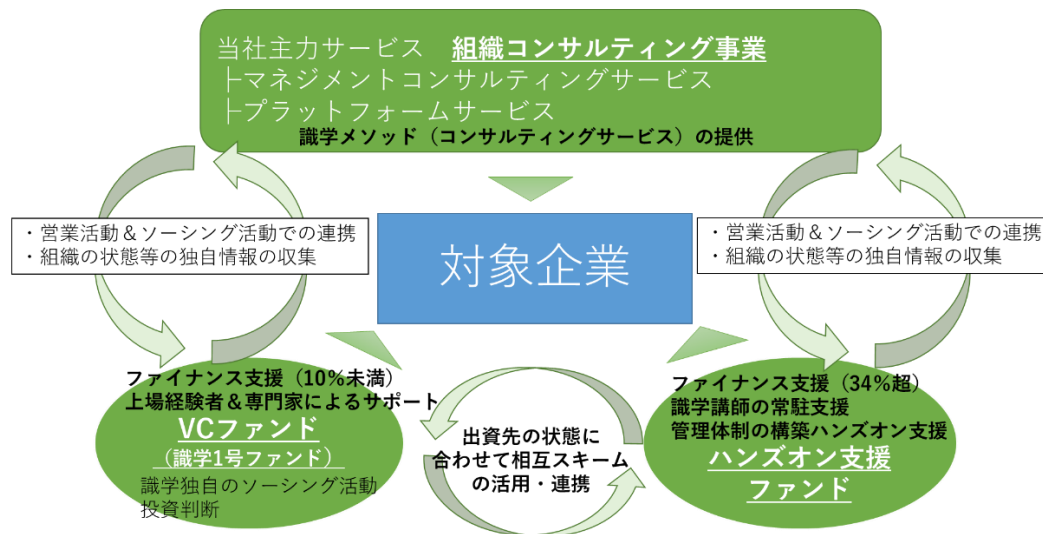 当社主力サービス　組織コンサルティング事業
├マネジメントコンサルティングサービス
├プラットフォームサービス
識学メソッド（コンサルティングサービス）の提供
・営業活動＆ソーシング活動での連携
・組織の状態等の独自情報の収集
対象企業
・営業活動＆ソーシング活動での連携
・組織の状態等の独自情報の収集
ファイナンス支援（10％未満）
上場経験者＆専門家によるサポート
VCファンド
（識学1号ファンド）
識学独自のソーシング活動
投資判断
出資先の状態に
合わせて相互スキーム
の活用・連携
ファイナンス支援（34％超）
識学講師の常駐支援
管理体制の構築ハンズオン支援
ハンズオン支援
ファンド